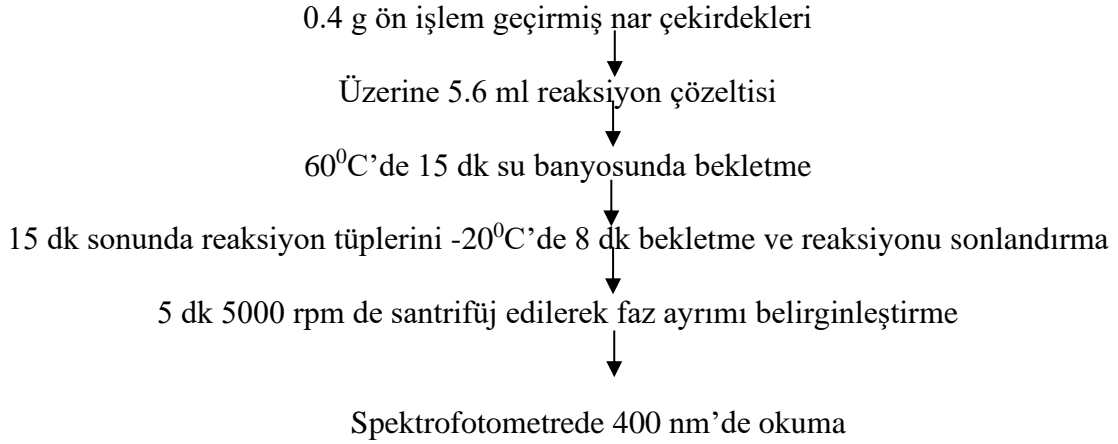 0.4 g ön işlem geçirmiş nar çekirdekleri
Üzerine 5.6 ml reaksiyon çözeltisi
60⁰C’de 15 dk su banyosunda bekletme
15 dk sonunda reaksiyon tüplerini -20⁰C’de 8 dk bekletme ve reaksiyonu sonlandırma
5 dk 5000 rpm de santrifüj edilerek faz ayrımı belirginleştirme
Spektrofotometrede 400 nm’de okuma